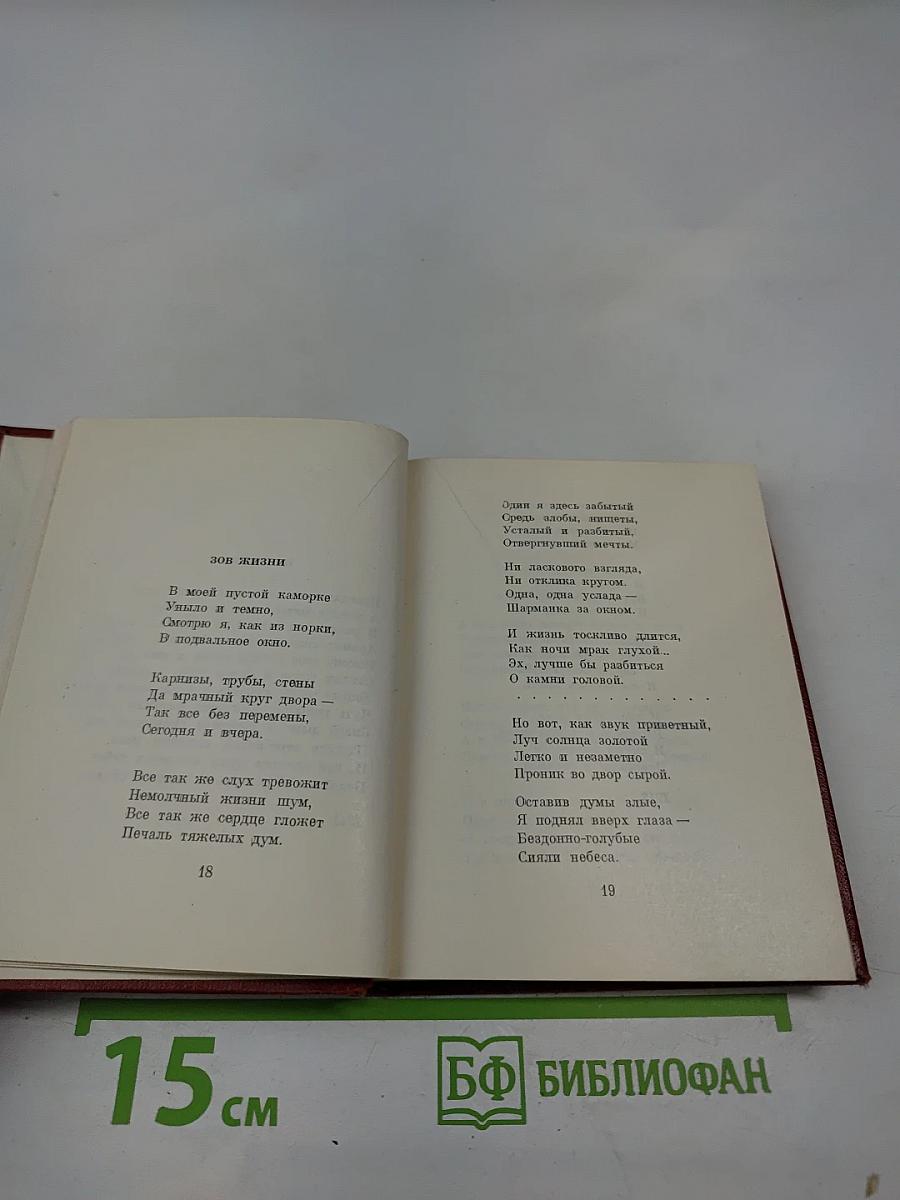 ЗОВ ЖИЗНИ
В моей пустой каморке
Уныло и темно,
Смотрю я, как из норки,
В подвальное окно.
Карнизы, трубы, стены
Да мрачный круг двора —
Так все без перемены,
Сегодня и вчера.
Все так же слух тревожит
Немолчный жизни шум,
Все так же сердце гложет
Печаль тяжелых дум.
18
Один я здесь забытый
Средь злобы, нищеты,
Усталый и разбитый,
Отвергнувший мечты.
Ни ласкового взгляда,
Ни отклика кругом.
Одна, одна услада —
Шарманка за окном.
И жизнь тоскливо длится,
Как ночи мрак глухой...
Эх, лучше бы разбиться
О камни головой.
. . . . . . . . . . . . .
Но вот, как звук приветный,
Луч солнца золотой
Легко и незаметно
Проник во двор сырой.
Оставив думы злые,
Я поднял вверх глаза —
Бездонно-голубые
Сияли небеса.
19
15 см
БФ БИБЛИОФАН